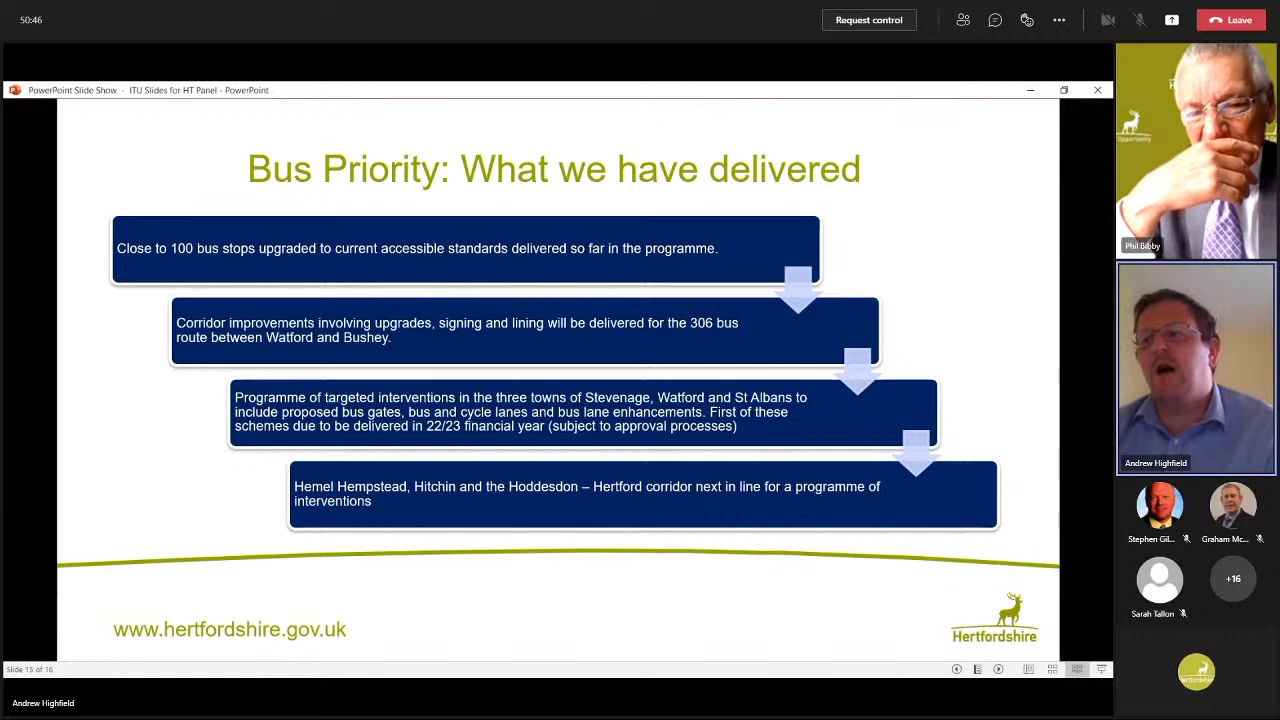 50:46
Request control
Leave
PowerPoint Slide Show - ITU Slides for HT Panel - PowerPoint
Bus Priority: What we have delivered
Close to 100 bus stops upgraded to current accessible standards delivered so far in the programme.
Corridor improvements involving upgrades, signing and lining will be delivered for the 306 bus
route between Watford and Bushey.
Programme of targeted interventions in the three towns of Stevenage, Watford and St Albans to
include proposed bus gates, bus and cycle lanes and bus lane enhancements. First of these
schemes due to be delivered in 22/23 financial year (subject to approval processes)
Hemel Hempstead, Hitchin and the Hoddesdon – Hertford corridor next in line for a programme of
interventions
www.hertfordshire.gov.uk
Hertfordshire
Slide 15 of 16
Andrew Highfield
Opportunity
Phil Bibby
Andrew Highfield
Stephen Gil...
Graham Mc...
Sarah Tallon
+16
Hertfordshire